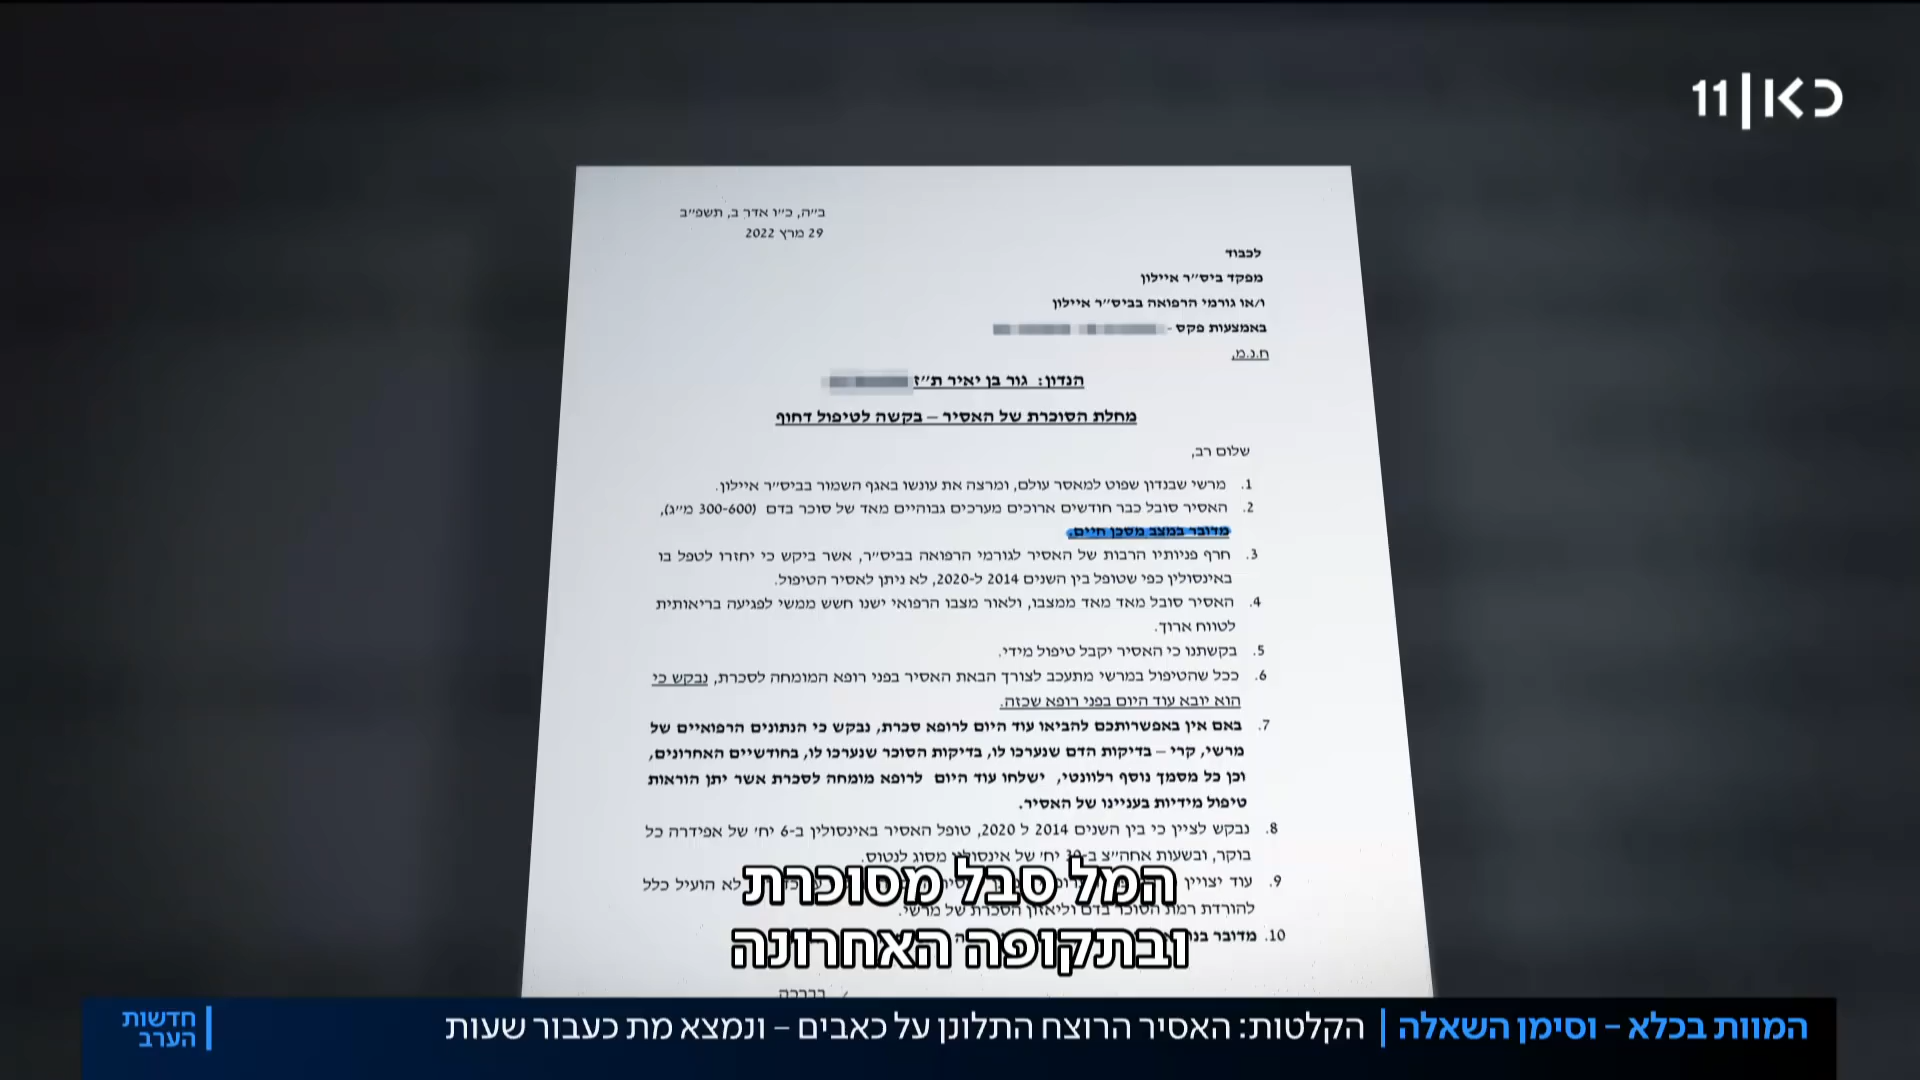 כאן 11
ב״ה, כ״ו אדר ב, תשפ״ב
29 מרץ 2022
לכבוד
מפקד ביס״ר איילון
ו/או גורמי הרפואה בביס״ר איילון
באמצעות פקס -
ח.נ.מ,
הנדון: גור בן יאיר ת״ז
מחלת הסוכרת של האסיר – בקשה לטיפול דחוף
שלום רב,
1. מרשי שבנדון שפוט למאסר עולם, ומרצה את עונשו באגף השמור בביס״ר איילון.
2. האסיר סובל כבר חודשים ארוכים מערכים גבוהיים מאד של סוכר בדם (300-600 מ״ג),
מדובר במצב מסכן חיים.
3. חרף פניותיו הרבות של האסיר לגורמי הרפואה בביס״ר, אשר ביקש כי יחזרו לטפל בו
באינסולין כפי שטופל בין השנים 2014 ל-2020, לא ניתן לאסיר הטיפול.
4. האסיר סובל מאד מאד ממצבו, ולאור מצבו הרפואי ישנו חשש ממשי לפגיעה בריאותית
לטווח ארוך.
5. בקשתנו כי האסיר יקבל טיפול מידי.
6. ככל שהטיפול במרשי מתעכב לצורך הבאת האסיר בפני רופא המומחה לסכרת, נבקש כי
הוא יובא עוד היום בפני רופא שכזה.
7. באם אין באפשרותכם להביאו עוד היום לרופא סכרת, נבקש כי הנתונים הרפואיים של
מרשי, קרי – בדיקות הדם שנערכו לו, בדיקות הסוכר שנערכו לו, בחודשיים האחרונים,
וכן כל מסמך נוסף רלוונטי, ישלחו עוד היום לרופא מומחה לסכרת אשר יתן הוראות
טיפול מידיות בעניינו של האסיר.
8. נבקש לציין כי בין השנים 2014 ל 2020, טופל האסיר באינסולין ב-6 יח׳ של אפידרה כל
בוקר, ובשעות אחה״צ ב-30 יח׳ של אינסולין מסוג לנטוס.
9. עוד יצויין לא הועיל כלל
להורדת רמת הסוכר בדם וליאזון הסכרת של מרשי.
10. מדובר
בברכה
המל סבל מסוכרת
ובתקופה האחרונה
המוות בכלא – וסימן השאלה | הקלטות: האסיר הרוצח התלונן על כאבים – ונמצא מת כעבור שעות
חדשות
הערב